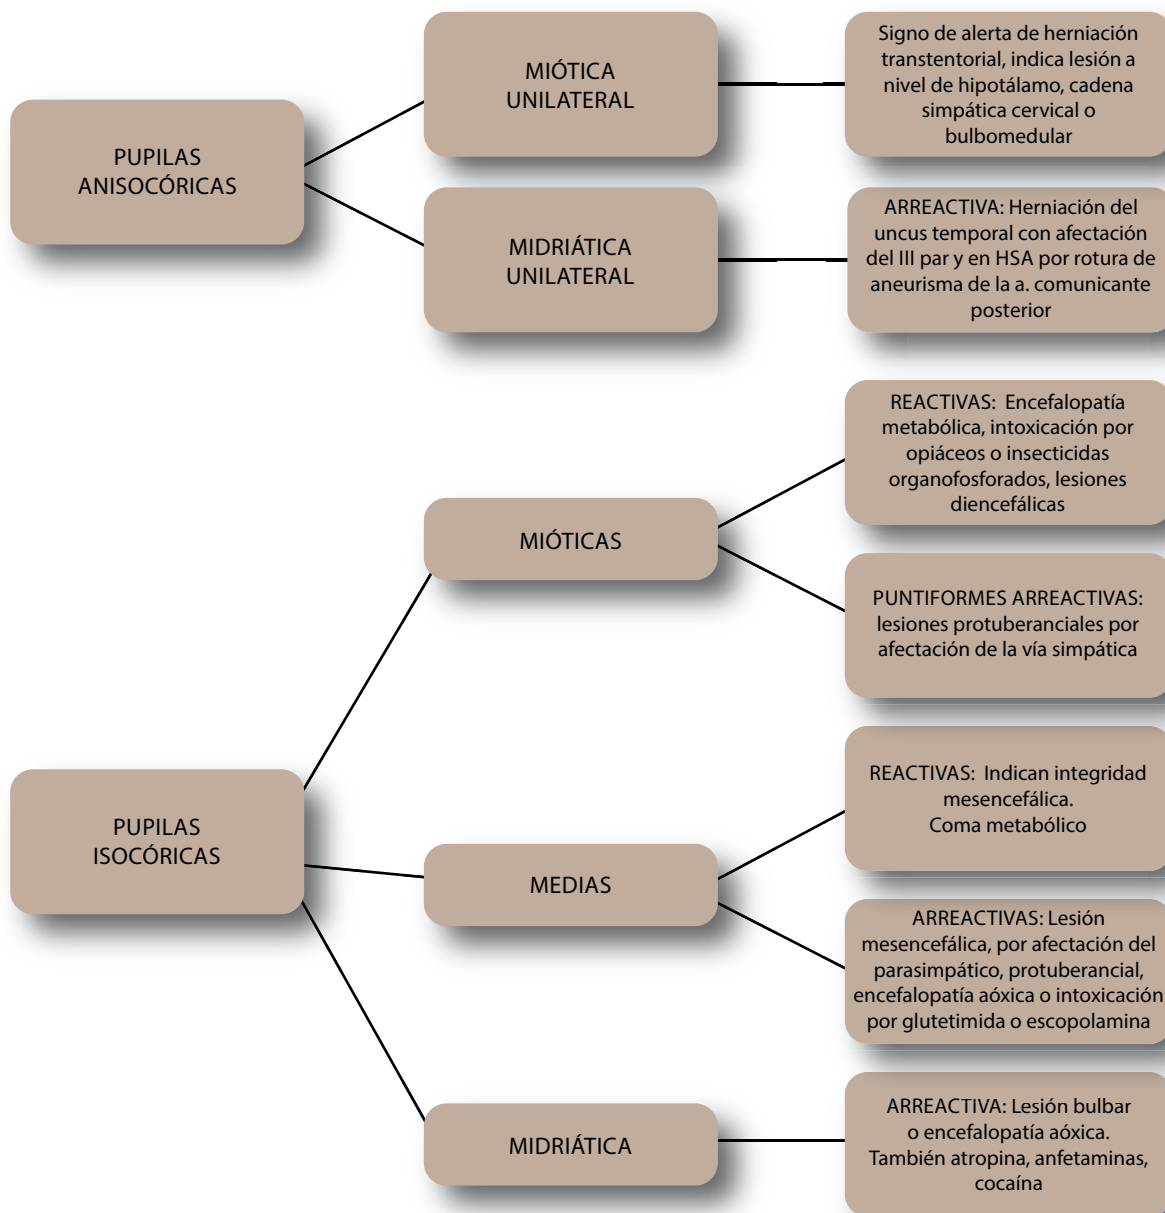 PUPILAS
ANISOCÓRICAS
MIÓTICA
UNILATERAL
Signo de alerta de herniación
transtentorial, indica lesión a
nivel de hipotálamo, cadena
simpática cervical o
bulbomedular
MIDRIÁTICA
UNILATERAL
ARREACTIVA: Herniación del
uncus temporal con afectación
del III par y en HSA por rotura de
aneurisma de la a. comunicante
posterior
PUPILAS
ISOCÓRICAS
MIÓTICAS
REACTIVAS: Encefalopatía
metabólica, intoxicación por
opiáceos o insecticidas
organofosforados, lesiones
diencefálicas
PUNTIFORMES ARREACTIVAS:
lesiones protuberanciales por
afectación de la vía simpática
MEDIAS
REACTIVAS: Indican integridad
mesencefálica.
Coma metabólico
ARREACTIVAS: Lesión
mesencefálica, por afectación del
parasimpático, protuberancial,
encefalopatía aóxica o intoxicación
por glutetimida o escopolamina
MIDRIÁTICA
ARREACTIVA: Lesión bulbar
o encefalopatía aóxica.
También atropina, anfetaminas,
cocaína